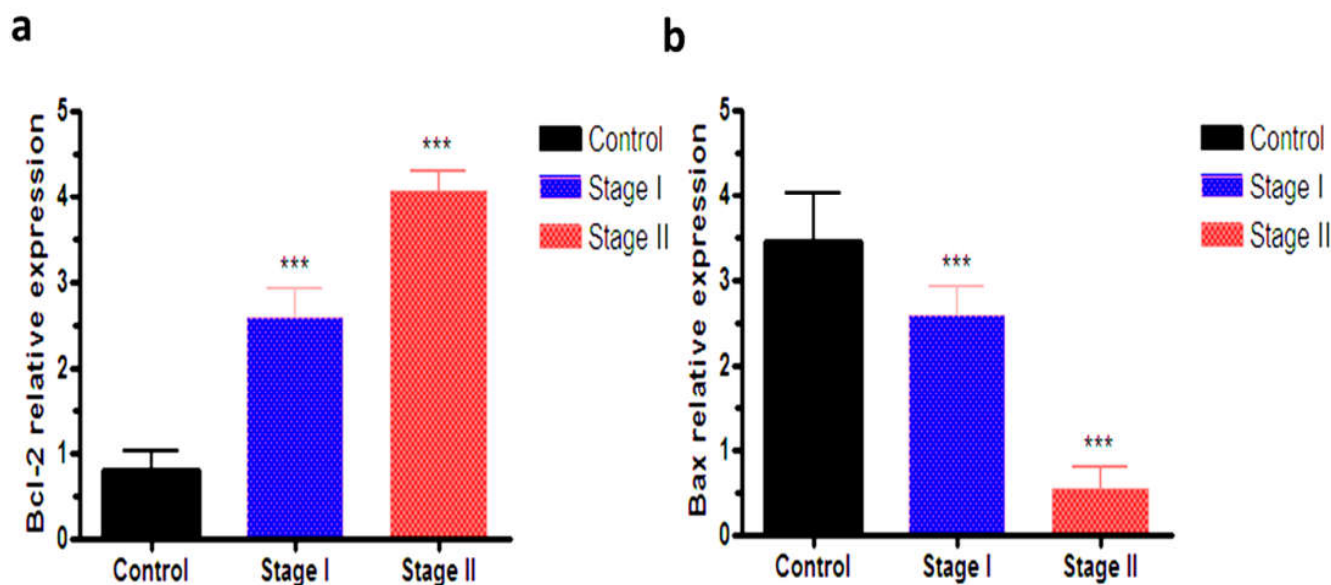 a
Bcl-2 relative expression
5
4
3
2
1
0
***
***
Control
Stage I
Stage II
Control
Stage I
Stage II
b
Bax relative expression
5
4
3
2
1
0
***
***
Control
Stage I
Stage II
Control
Stage I
Stage II